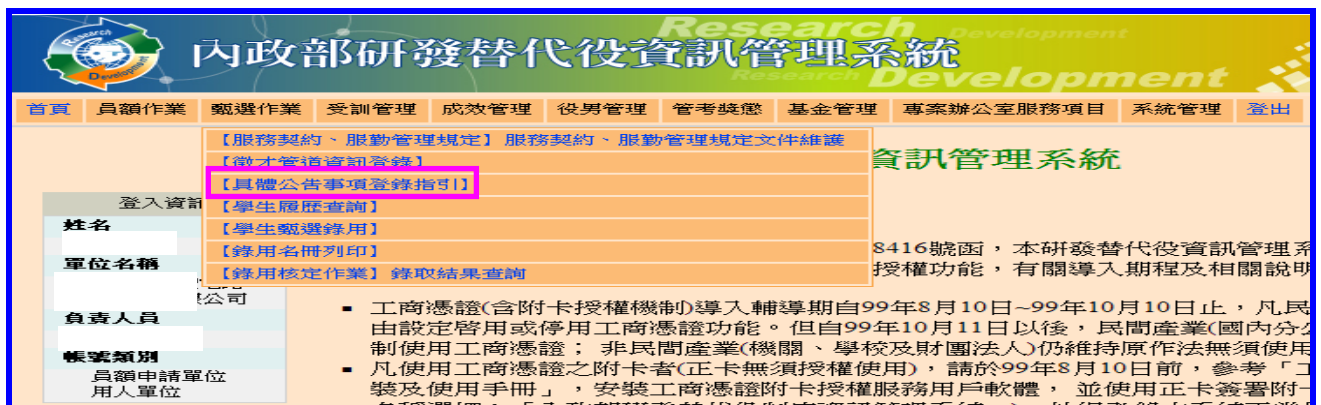 Research Development
內政部研發替代役資訊管理系統
Research Development
首頁 員額作業 甄選作業 受訓管理 成效管理 役男管理 管考獎懲 基金管理 專案辦公室服務項目 系統管理 登出
【服務契約、服勤管理規定】服務契約、服勤管理規定文件維護
【徵才管道資訊登錄】
資訊管理系統
【具體公告事項登錄指引】
登入資訊
【學生履歷查詢】
姓名
【學生甄選錄用】
【錄用名冊列印】
8416號函,本研發替代役資訊管理系
單位名稱
【錄用核定作業】錄取結果查詢
授權功能,有關導入期程及相關說明
公司
▪ 工商憑證(含附卡授權機制)導入輔導期自99年8月10日~99年10月10日止,凡民
負責人員
由設定啓用或停用工商憑證功能。但自99年10月11日以後,民間產業(國內分公
制使用工商憑證; 非民間產業(機關、學校及財團法人)仍維持原作法無須使用
帳號類別
▪ 凡使用工商憑證之附卡者(正卡無須授權使用),請於99年8月10日前,參考「工
員額申請單位
用人單位
裝及使用手冊」,安裝工商憑證附卡授權服務用戶軟體, 並使用正卡簽署附